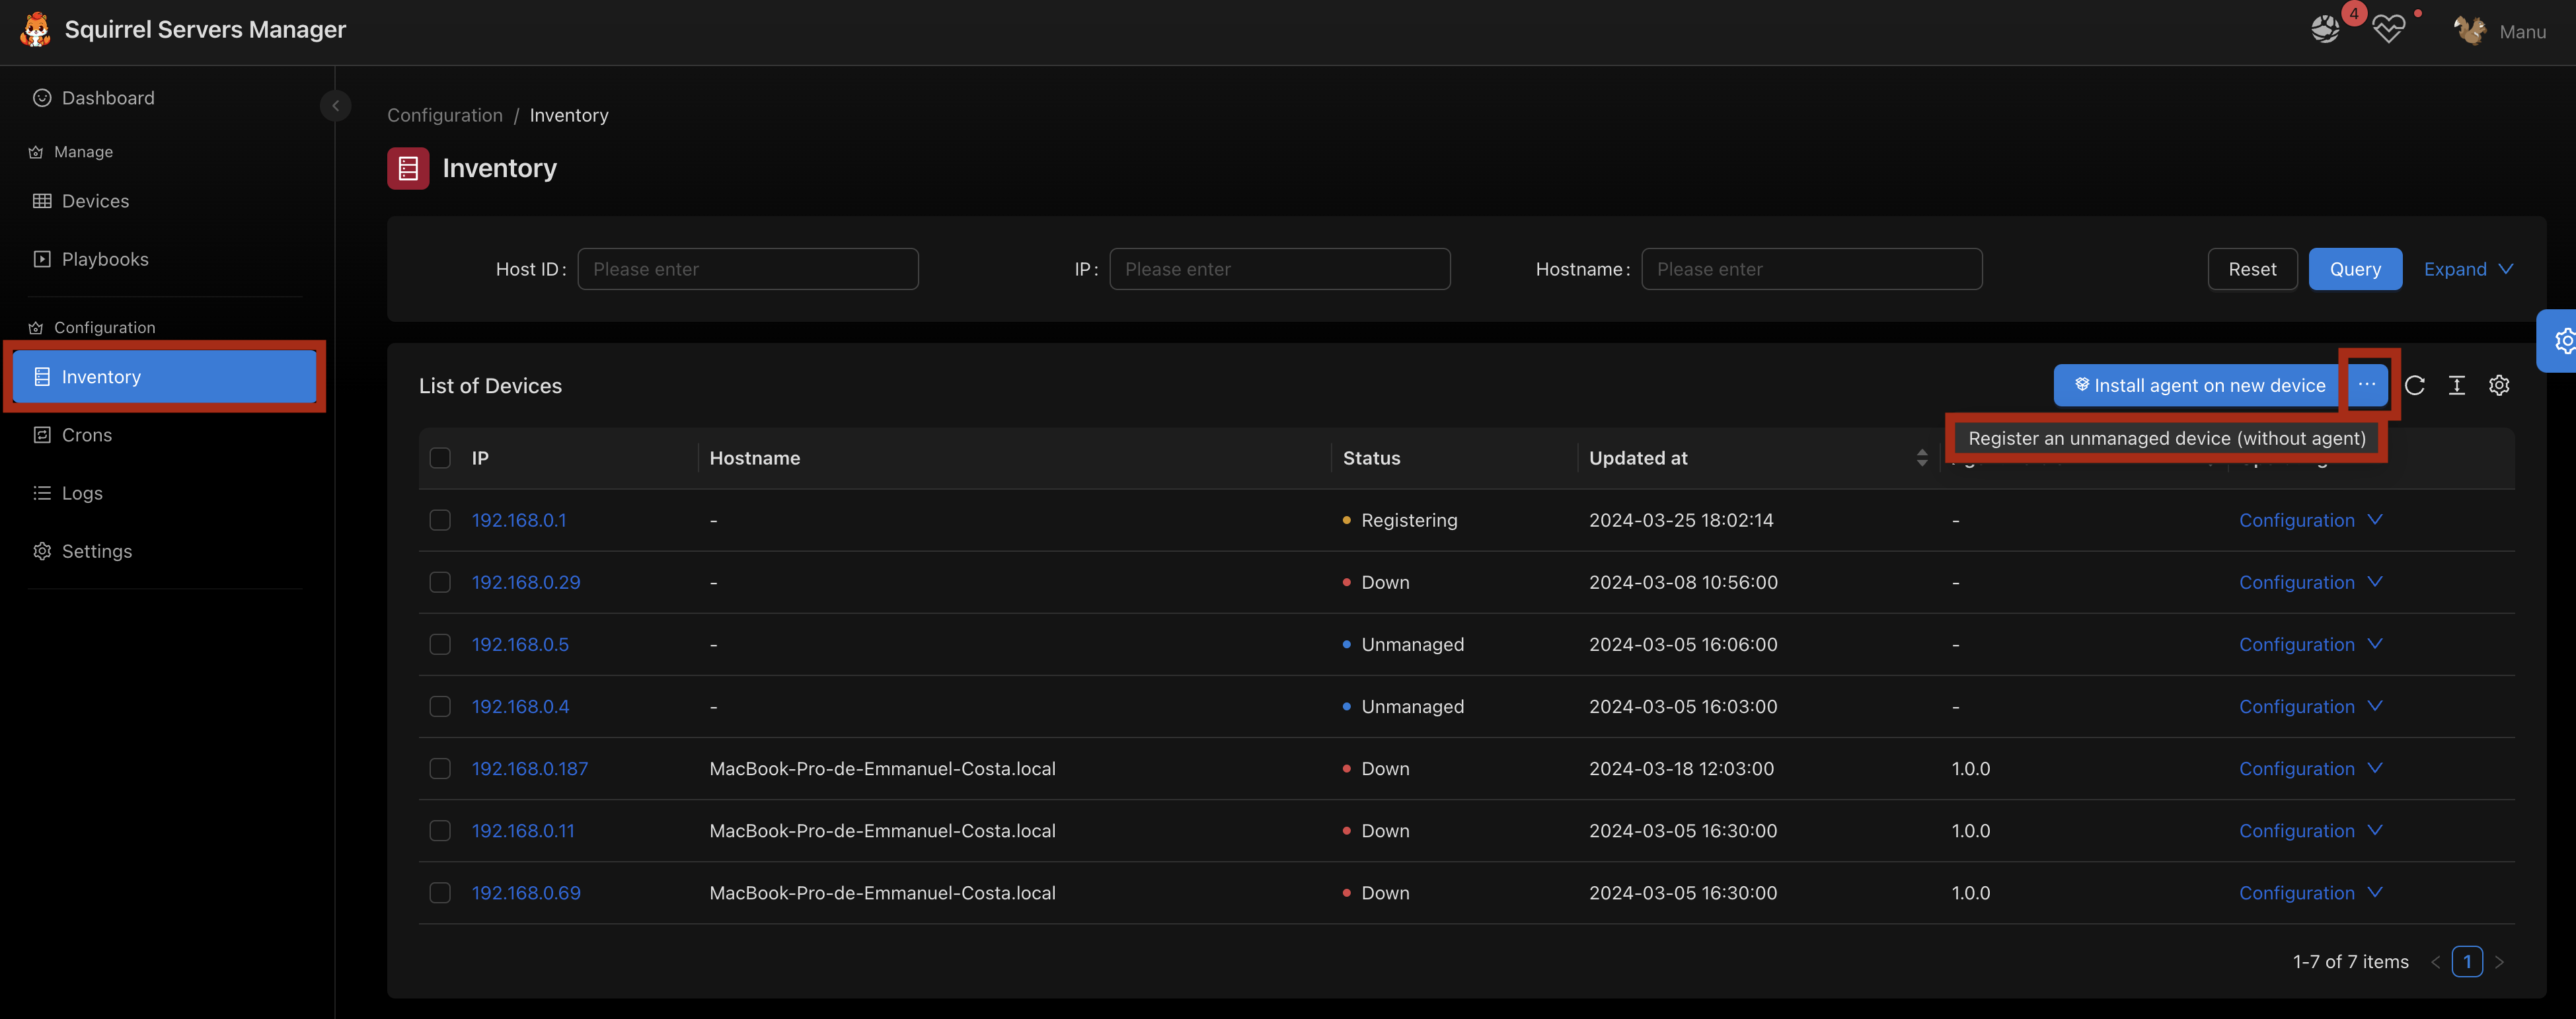 Squirrel Servers Manager
4
Manu
Dashboard
Manage
Devices
Playbooks
Configuration
Inventory
Crons
Logs
Settings
Configuration / Inventory
Inventory
Host ID : Please enter IP : Please enter Hostname : Please enter Reset Query Expand
List of Devices Install agent on new device ...
Register an unmanaged device (without agent)
IP Hostname Status Updated at
192.168.0.1 - Registering 2024-03-25 18:02:14 - Configuration
192.168.0.29 - Down 2024-03-08 10:56:00 - Configuration
192.168.0.5 - Unmanaged 2024-03-05 16:06:00 - Configuration
192.168.0.4 - Unmanaged 2024-03-05 16:03:00 - Configuration
192.168.0.187 MacBook-Pro-de-Emmanuel-Costa.local Down 2024-03-18 12:03:00 1.0.0 Configuration
192.168.0.11 MacBook-Pro-de-Emmanuel-Costa.local Down 2024-03-05 16:30:00 1.0.0 Configuration
192.168.0.69 MacBook-Pro-de-Emmanuel-Costa.local Down 2024-03-05 16:30:00 1.0.0 Configuration
1-7 of 7 items < 1 >